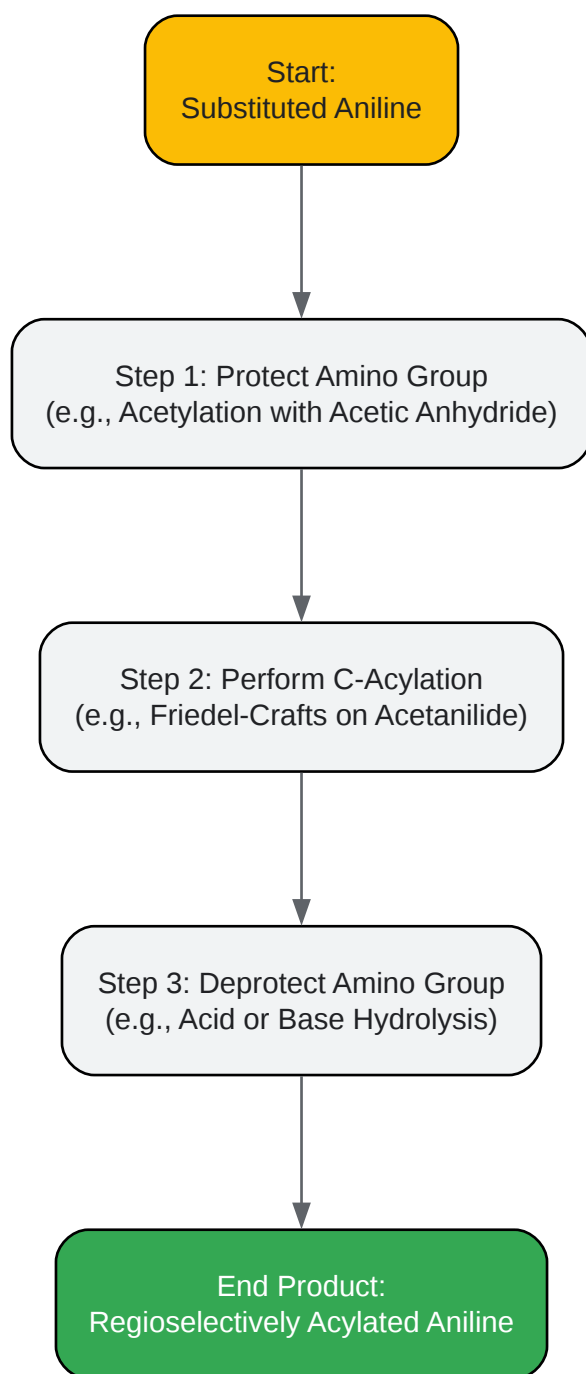 Start:
Substituted Aniline
Step 1: Protect Amino Group
(e.g., Acetylation with Acetic Anhydride)
Step 2: Perform C-Acylation
(e.g., Friedel-Crafts on Acetanilide)
Step 3: Deprotect Amino Group
(e.g., Acid or Base Hydrolysis)
End Product:
Regioselectively Acylated Aniline